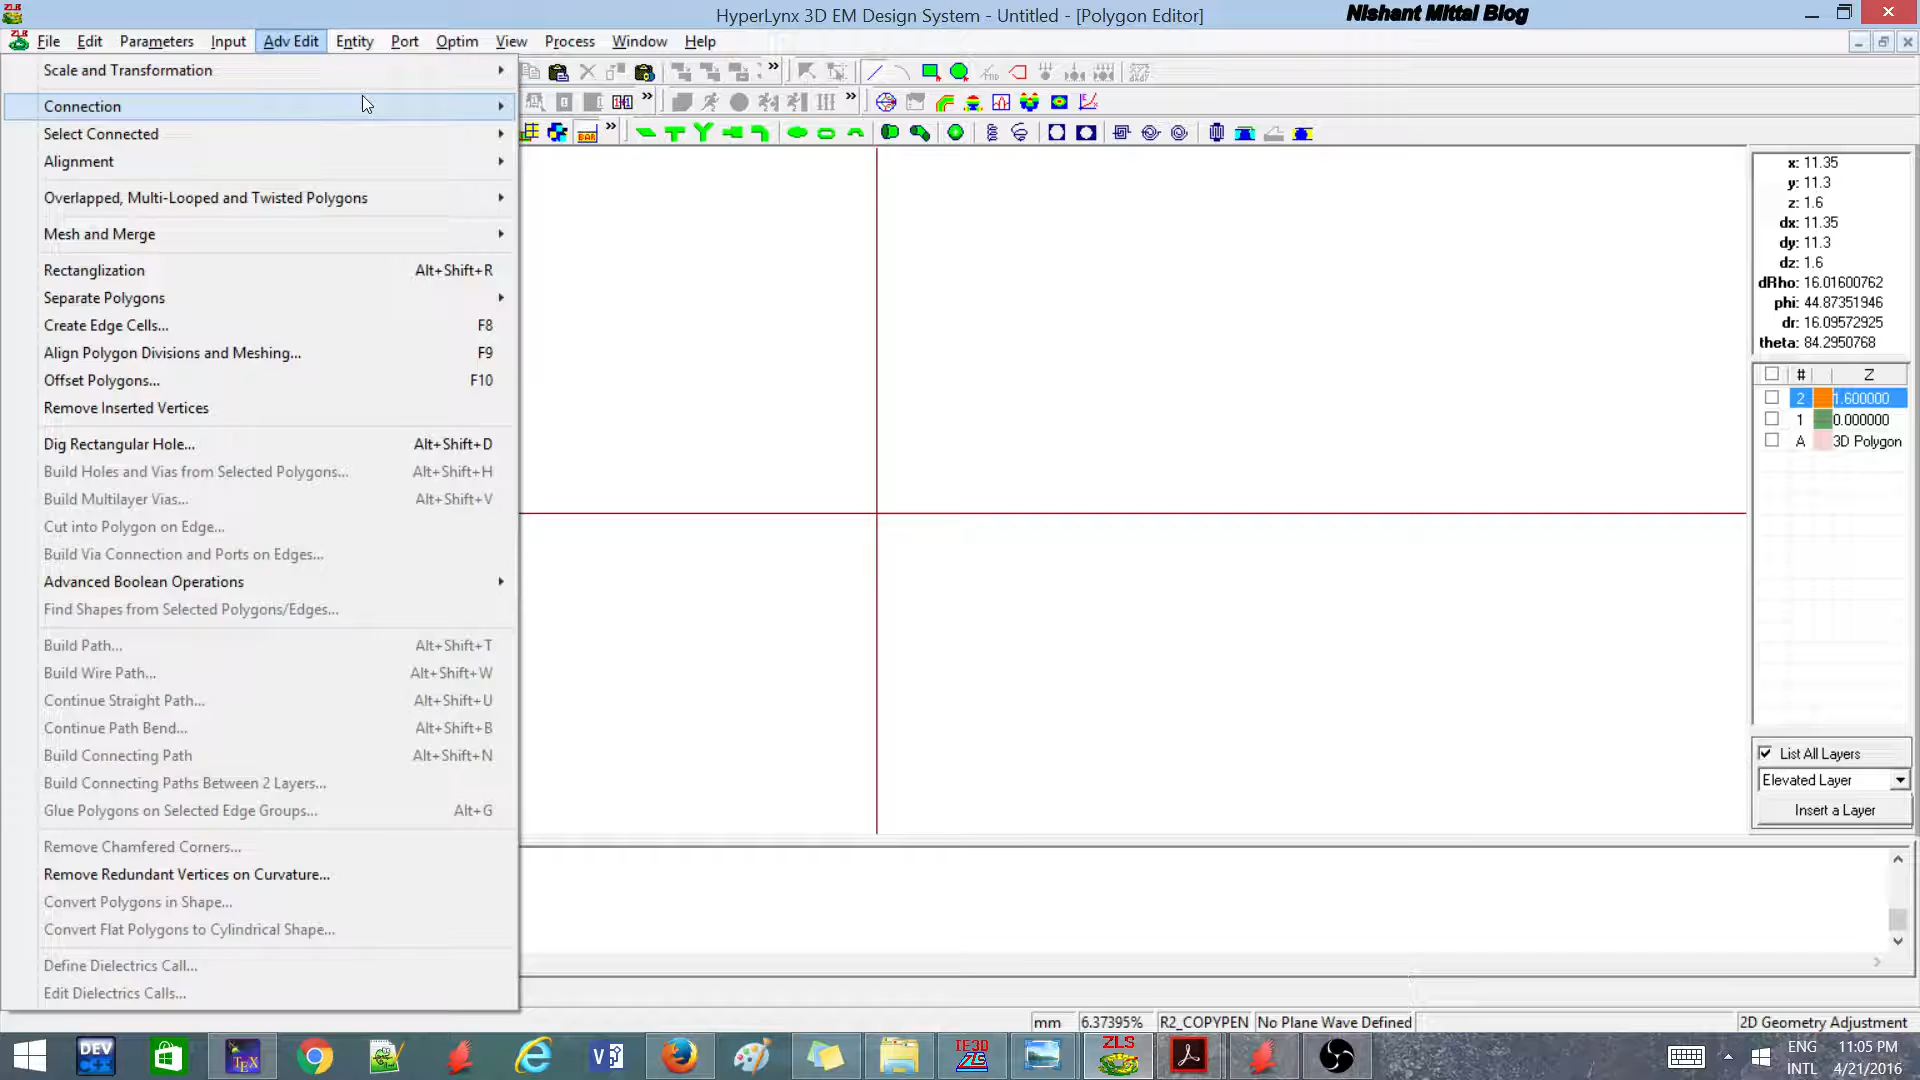 HyperLynx 3D EM Design System - Untitled - [Polygon Editor]
Nishant Mittal Blog
File Edit Parameters Input Adv Edit Entity Port Optim View Process Window Help
Scale and Transformation
Connection
Select Connected
Alignment
Overlapped, Multi-Looped and Twisted Polygons
Mesh and Merge
Rectanglization Alt+Shift+R
Separate Polygons
Create Edge Cells... F8
Align Polygon Divisions and Meshing... F9
Offset Polygons... F10
Remove Inserted Vertices
Dig Rectangular Hole... Alt+Shift+D
Build Holes and Vias from Selected Polygons... Alt+Shift+H
Build Multilayer Vias... Alt+Shift+V
Cut into Polygon on Edge...
Build Via Connection and Ports on Edges...
Advanced Boolean Operations
Find Shapes from Selected Polygons/Edges...
Build Path... Alt+Shift+T
Build Wire Path... Alt+Shift+W
Continue Straight Path... Alt+Shift+U
Continue Path Bend... Alt+Shift+B
Build Connecting Path Alt+Shift+N
Build Connecting Paths Between 2 Layers...
Glue Polygons on Selected Edge Groups... Alt+G
Remove Chamfered Corners...
Remove Redundant Vertices on Curvature...
Convert Polygons in Shape...
Convert Flat Polygons to Cylindrical Shape...
Define Dielectrics Call...
Edit Dielectrics Calls...
BAR
x: 11.35
y: 11.3
z: 1.6
dx: 11.35
dy: 11.3
dz: 1.6
dRho: 16.01600762
phi: 44.87351946
dr: 16.09572925
theta: 84.2950768
# Z
2 1.600000
1 0.000000
A 3D Polygon
List All Layers
Elevated Layer
Insert a Layer
mm 6.37395% R2_COPYPEN No Plane Wave Defined 2D Geometry Adjustment
DEV
TEX
IE3D
ZLS
ENG 11:05 PM
INTL 4/21/2016